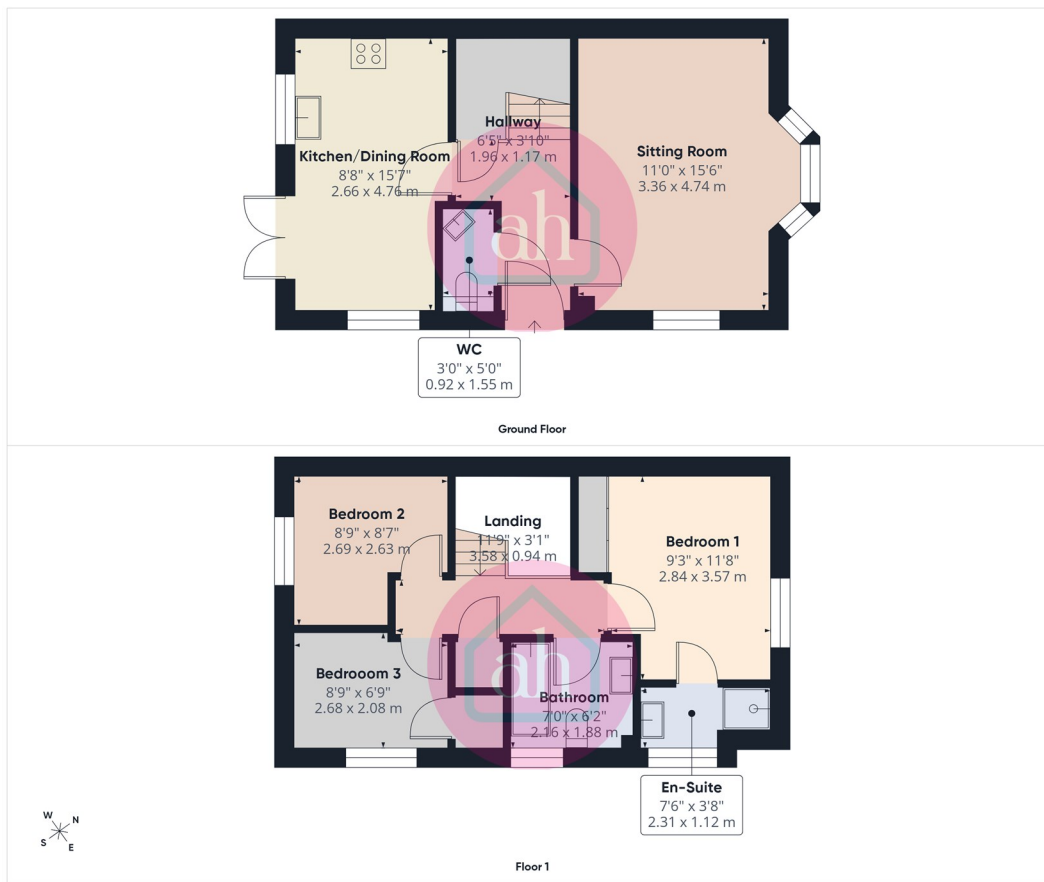 Hallway
6'5" x 3'10"
1.96 x 1.17 m
Kitchen/Dining Room
8'8" x 15'7"
2.66 x 4.76 m
Sitting Room
11'0" x 15'6"
3.36 x 4.74 m
ah
WC
3'0" x 5'0"
0.92 x 1.55 m
Ground Floor
Bedroom 2
8'9" x 8'7"
2.69 x 2.63 m
Landing
11'9" x 3'1"
3.58 x 0.94 m
Bedroom 1
9'3" x 11'8"
2.84 x 3.57 m
Bedrooom 3
8'9" x 6'9"
2.68 x 2.08 m
ah
Bathroom
7'0" x 6'2"
2.16 x 1.88 m
En-Suite
7'6" x 3'8"
2.31 x 1.12 m
W N
S E
Floor 1